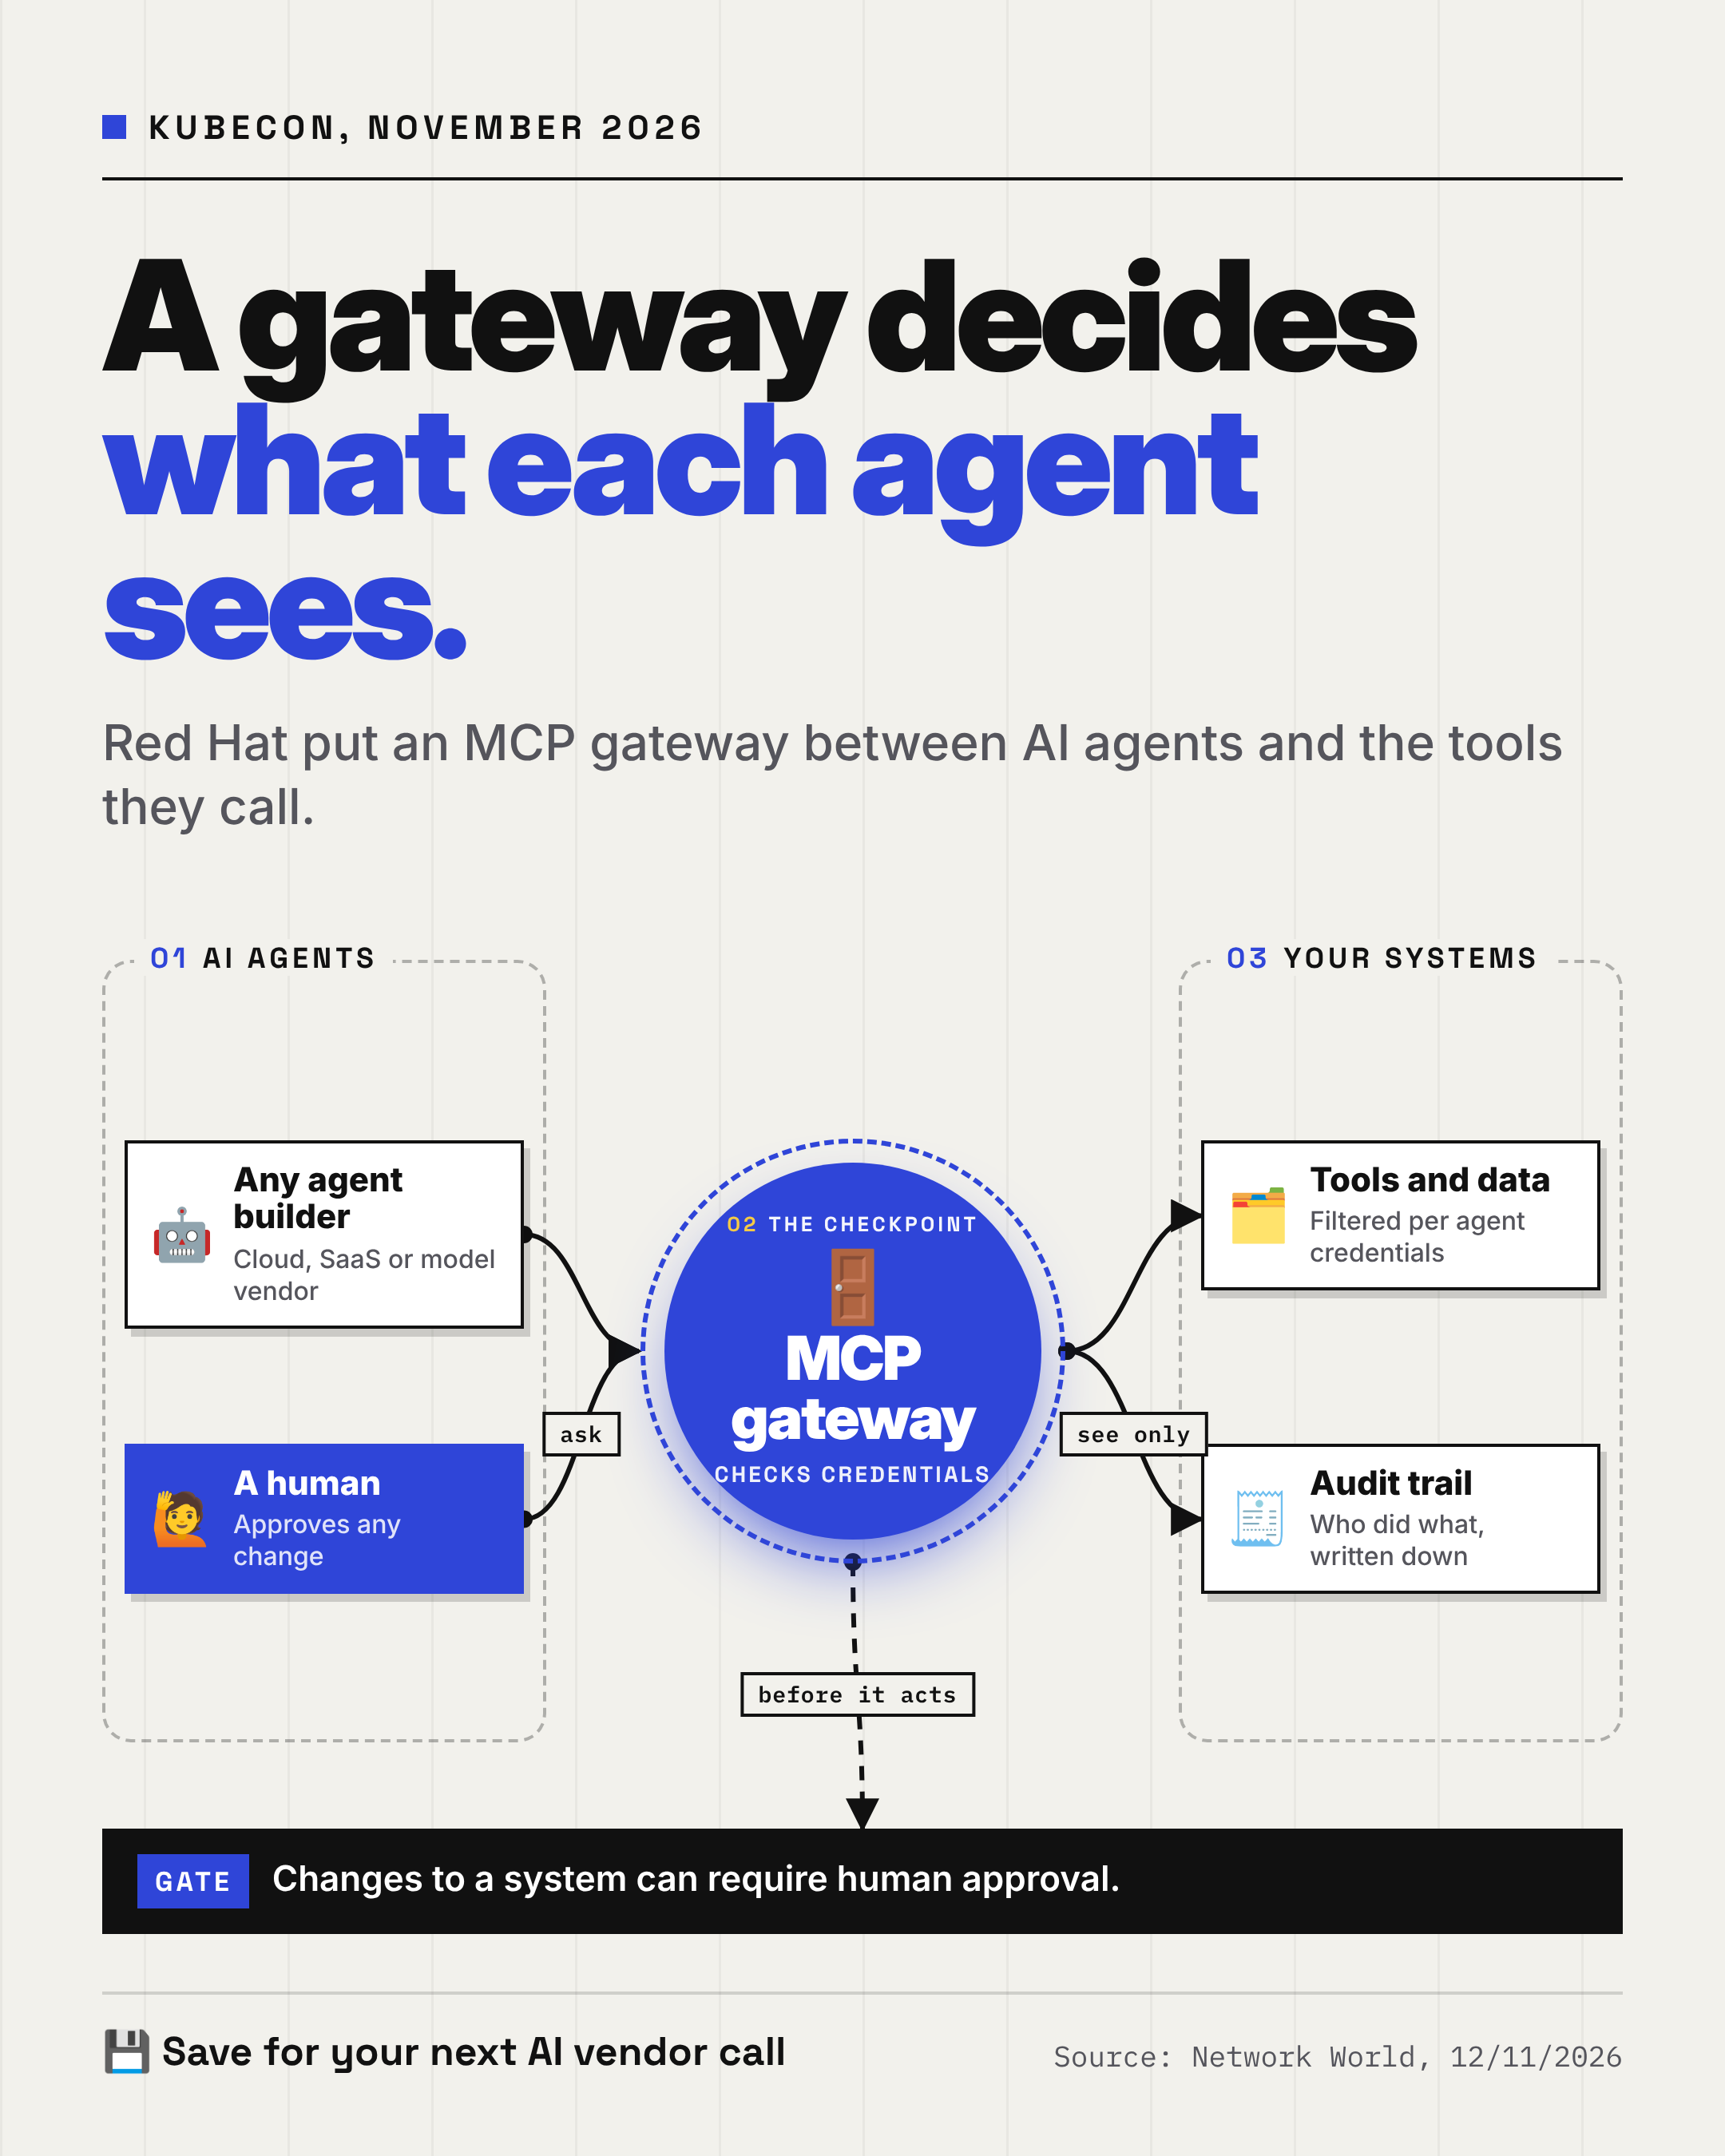 KUBECON, NOVEMBER 2026
A gateway decides
what each agent
sees.
Red Hat put an MCP gateway between AI agents and the tools
they call.
01 AI AGENTS
Any agent
builder
Cloud, SaaS or model
vendor
A human
Approves any
change
ask
02 THE CHECKPOINT
MCP
gateway
CHECKS CREDENTIALS
see only
before it acts
03 YOUR SYSTEMS
Tools and data
Filtered per agent
credentials
Audit trail
Who did what,
written down
GATE Changes to a system can require human approval.
Save for your next AI vendor call
Source: Network World, 12/11/2026